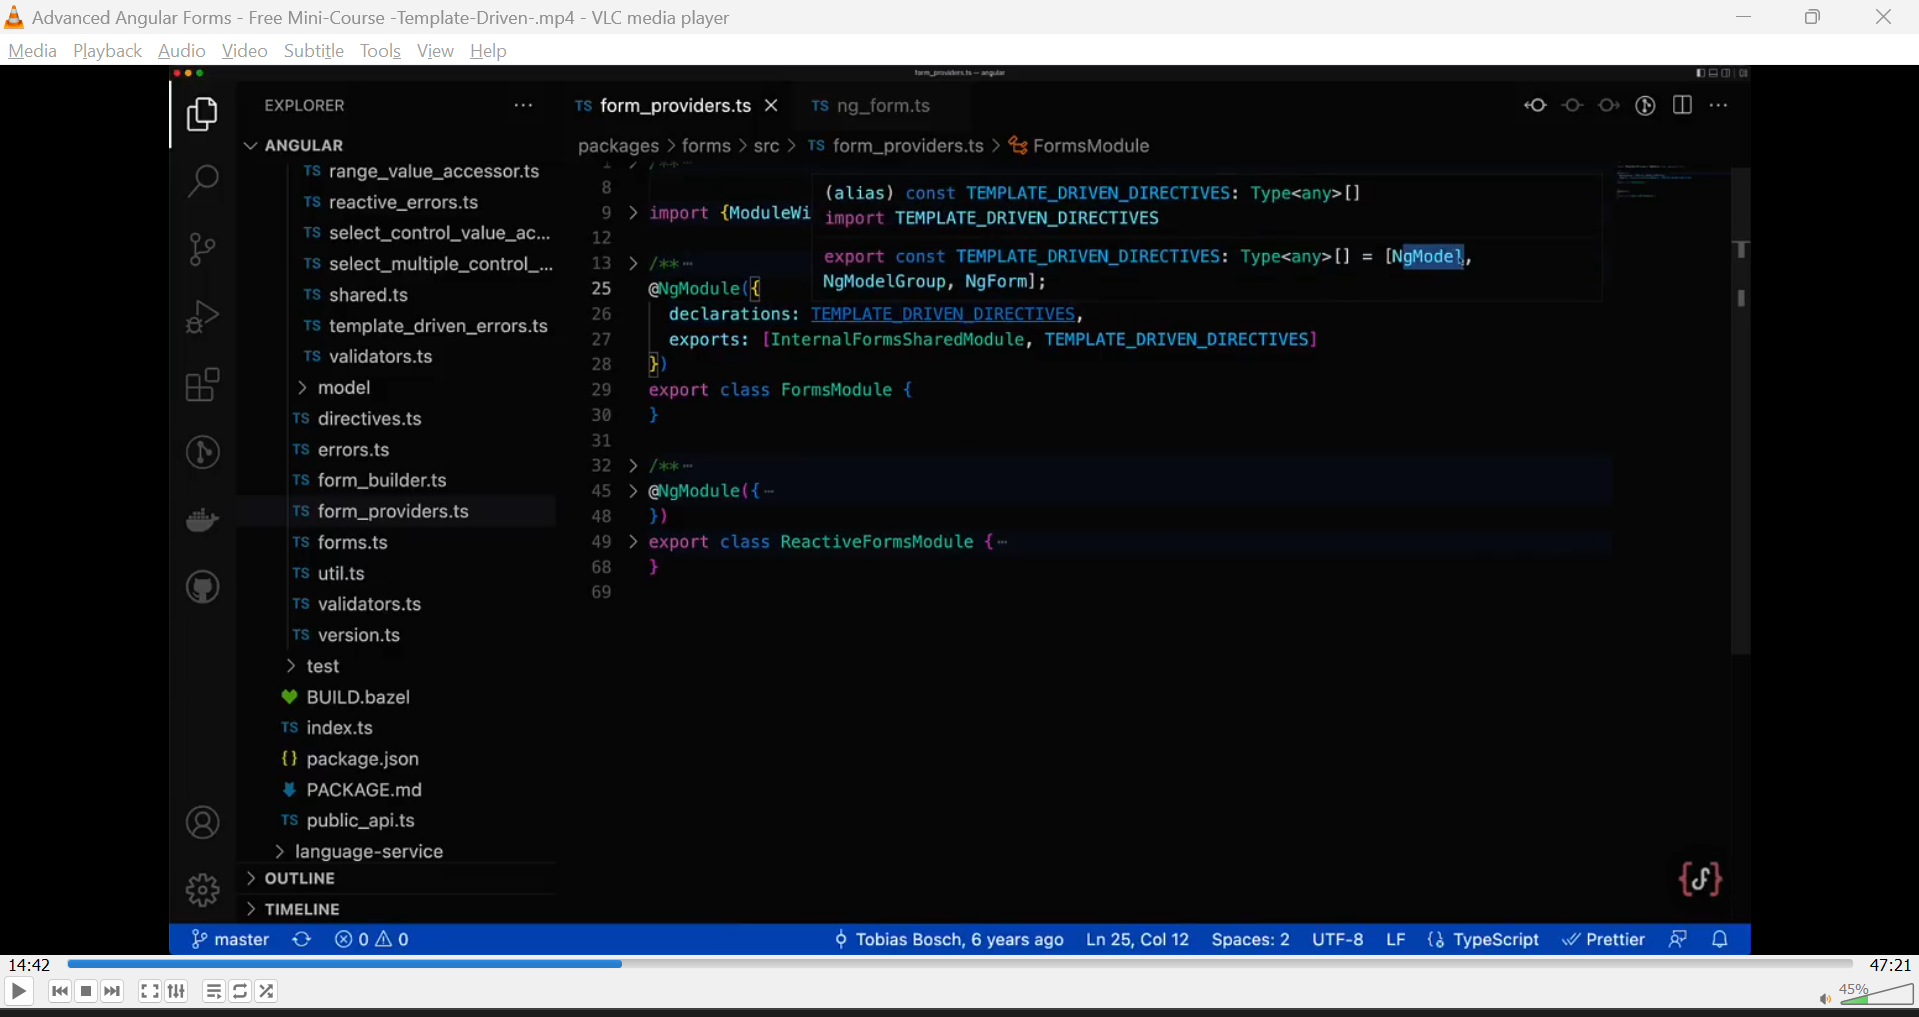 Advanced Angular Forms - Free Mini-Course -Template-Driven-.mp4 - VLC media player
Media Playback Audio Video Subtitle Tools View Help
form_providers.ts — angular
EXPLORER ···
TS form_providers.ts ×
TS ng_form.ts
ANGULAR
packages > forms > src > TS form_providers.ts > FormsModule
TS range_value_accessor.ts
TS reactive_errors.ts
TS select_control_value_ac...
TS select_multiple_control_...
TS shared.ts
TS template_driven_errors.ts
TS validators.ts
> model
TS directives.ts
TS errors.ts
TS form_builder.ts
TS form_providers.ts
TS forms.ts
TS util.ts
TS validators.ts
TS version.ts
> test
BUILD.bazel
TS index.ts
{} package.json
PACKAGE.md
TS public_api.ts
> language-service
> OUTLINE
> TIMELINE
1 > /** ···
8
9 > import {ModuleWi
12
13 > /** ···
25 @NgModule({
26 declarations: TEMPLATE_DRIVEN_DIRECTIVES,
27 exports: [InternalFormsSharedModule, TEMPLATE_DRIVEN_DIRECTIVES]
28 })
29 export class FormsModule {
30 }
31
32 > /** ···
45 > @NgModule({ ···
48 })
49 > export class ReactiveFormsModule { ···
68 }
69
(alias) const TEMPLATE_DRIVEN_DIRECTIVES: Type<any>[]
import TEMPLATE_DRIVEN_DIRECTIVES
export const TEMPLATE_DRIVEN_DIRECTIVES: Type<any>[] = [NgModel,
NgModelGroup, NgForm];
{f}
master 0 0 Tobias Bosch, 6 years ago Ln 25, Col 12 Spaces: 2 UTF-8 LF {} TypeScript Prettier
14:42 47:21
45%